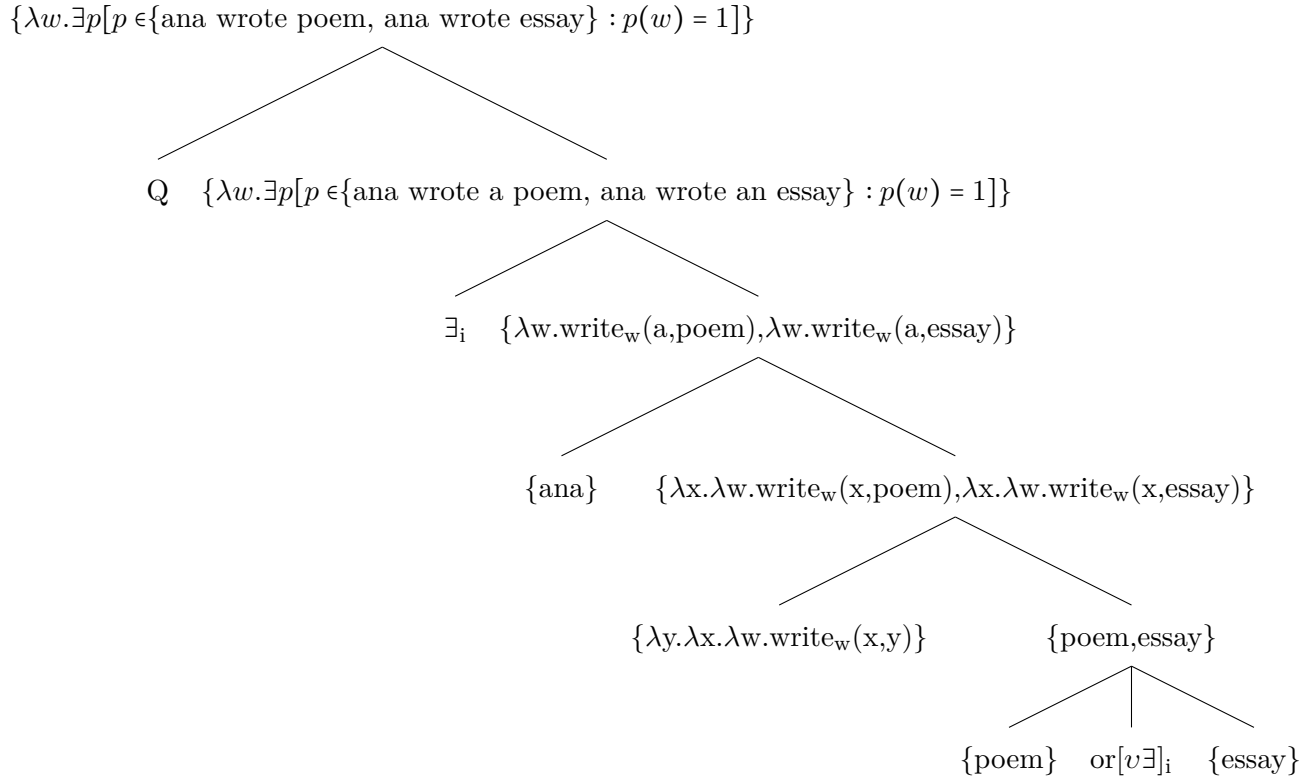 {λw.∃p[p ∈{ana wrote poem, ana wrote essay} : p(w) = 1]}
Q {λw.∃p[p ∈{ana wrote a poem, ana wrote an essay} : p(w) = 1]}
∃i {λw.writew(a,poem),λw.writew(a,essay)}
{ana} {λx.λw.writew(x,poem),λx.λw.writew(x,essay)}
{λy.λx.λw.writew(x,y)} {poem,essay}
{poem} or[υ∃]i {essay}